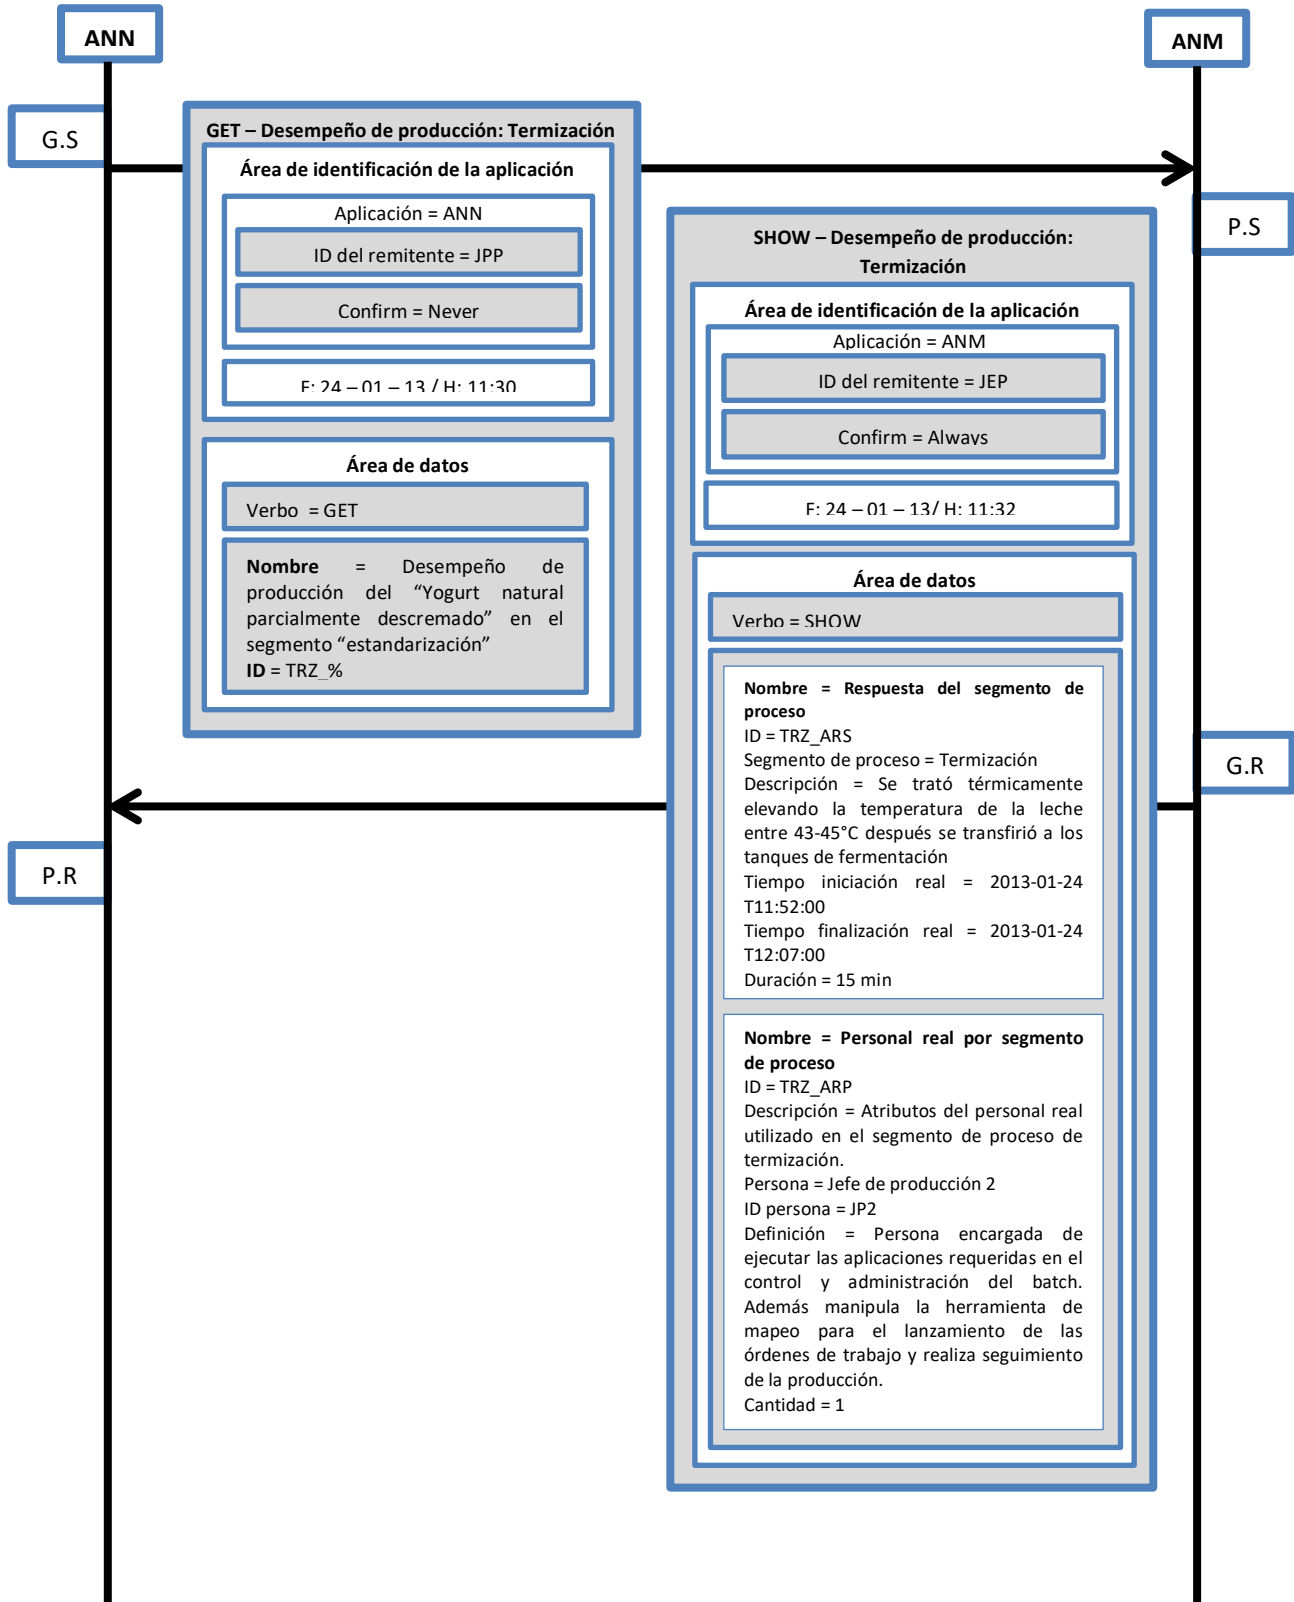 ANN
ANM
G.S
GET – Desempeño de producción: Termización
Área de identificación de la aplicación
Aplicación = ANN
ID del remitente = JPP
Confirm = Never
F: 24 – 01 – 13 / H: 11:30
Área de datos
Verbo = GET
Nombre = Desempeño de
producción del “Yogurt natural
parcialmente descremado” en el
segmento “estandarización”
ID = TRZ_%
P.S
SHOW – Desempeño de producción:
Termización
Área de identificación de la aplicación
Aplicación = ANM
ID del remitente = JEP
Confirm = Always
F: 24 – 01 – 13/ H: 11:32
Área de datos
Verbo = SHOW
Nombre = Respuesta del segmento de
proceso
ID = TRZ_ARS
Segmento de proceso = Termización
Descripción = Se trató térmicamente
elevando la temperatura de la leche
entre 43-45°C después se transfirió a los
tanques de fermentación
Tiempo iniciación real = 2013-01-24
T11:52:00
Tiempo finalización real = 2013-01-24
T12:07:00
Duración = 15 min
Nombre = Personal real por segmento
de proceso
ID = TRZ_ARP
Descripción = Atributos del personal real
utilizado en el segmento de proceso de
termización.
Persona = Jefe de producción 2
ID persona = JP2
Definición = Persona encargada de
ejecutar las aplicaciones requeridas en el
control y administración del batch.
Además manipula la herramienta de
mapeo para el lanzamiento de las
órdenes de trabajo y realiza seguimiento
de la producción.
Cantidad = 1
G.R
P.R